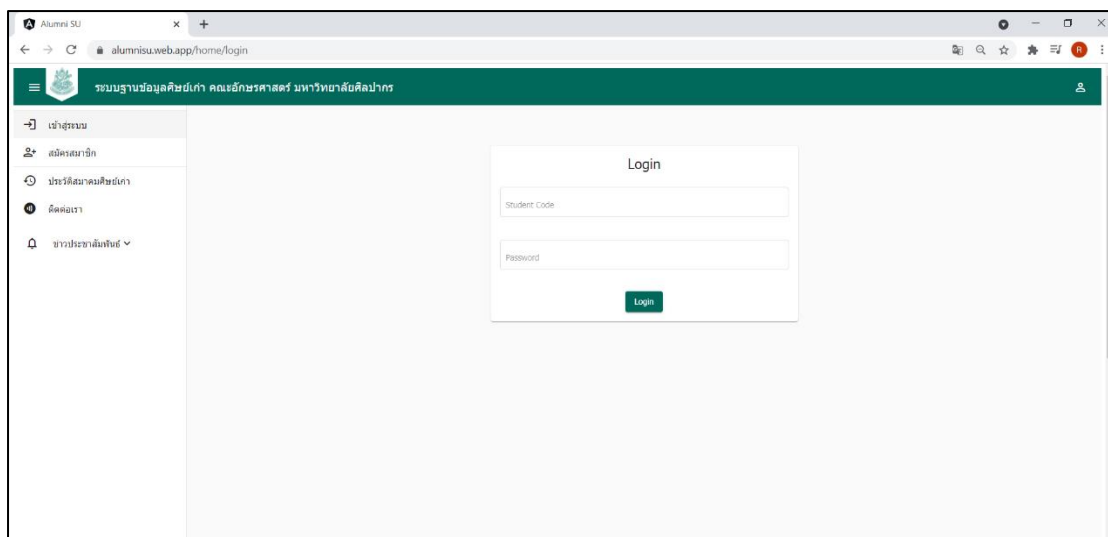 Alumni SU
alumnisu.web.app/home/login
R
ระบบฐานข้อมูลศิษย์เก่า คณะอักษรศาสตร์ มหาวิทยาลัยศิลปากร
เข้าสู่ระบบ
สมัครสมาชิก
ประวัติสมาคมศิษย์เก่า
ติดต่อเรา
ข่าวประชาสัมพันธ์
Login
Student Code
Password
Login